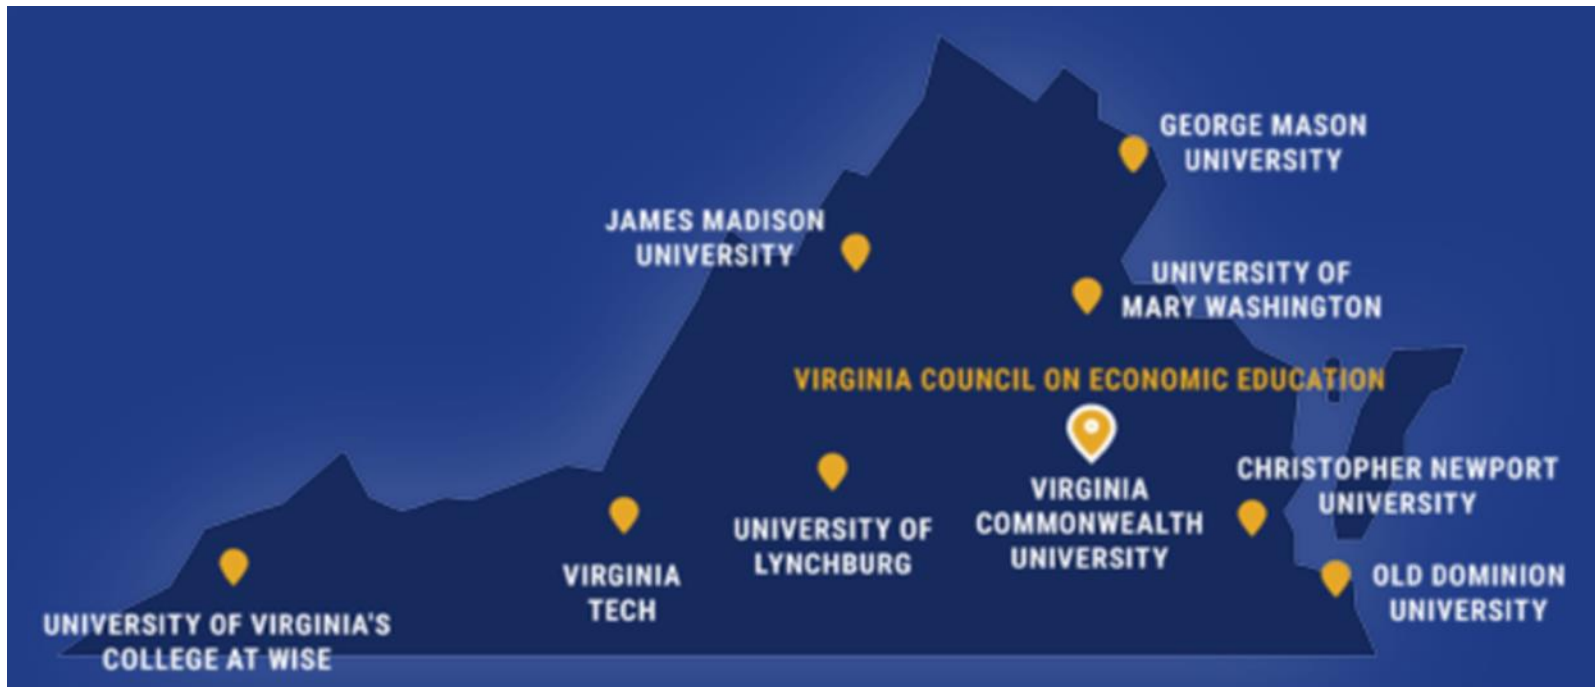 GEORGE MASON
UNIVERSITY
JAMES MADISON
UNIVERSITY
UNIVERSITY OF
MARY WASHINGTON
VIRGINIA COUNCIL ON ECONOMIC EDUCATION
VIRGINIA
COMMONWEALTH
UNIVERSITY
CHRISTOPHER NEWPORT
UNIVERSITY
UNIVERSITY OF
LYNCHBURG
VIRGINIA
TECH
OLD DOMINION
UNIVERSITY
UNIVERSITY OF VIRGINIA'S
COLLEGE AT WISE